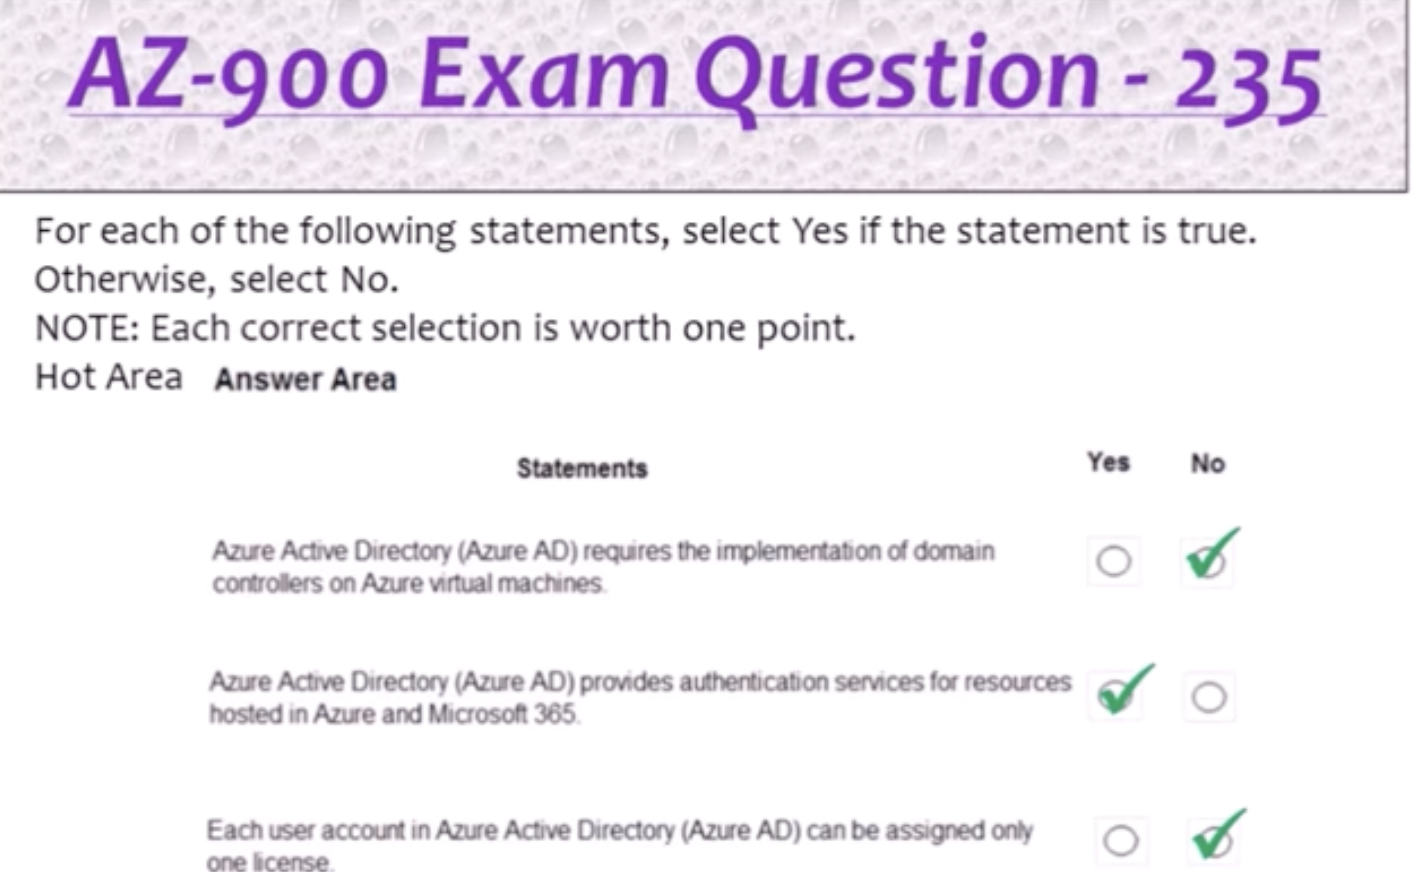 AZ-900 Exam Question - 235
For each of the following statements, select Yes if the statement is true.
Otherwise, select No.
NOTE: Each correct selection is worth one point.
Hot Area Answer Area
Statements Yes No
Azure Active Directory (Azure AD) requires the implementation of domain
controllers on Azure virtual machines.
Azure Active Directory (Azure AD) provides authentication services for resources
hosted in Azure and Microsoft 365.
Each user account in Azure Active Directory (Azure AD) can be assigned only
one license.